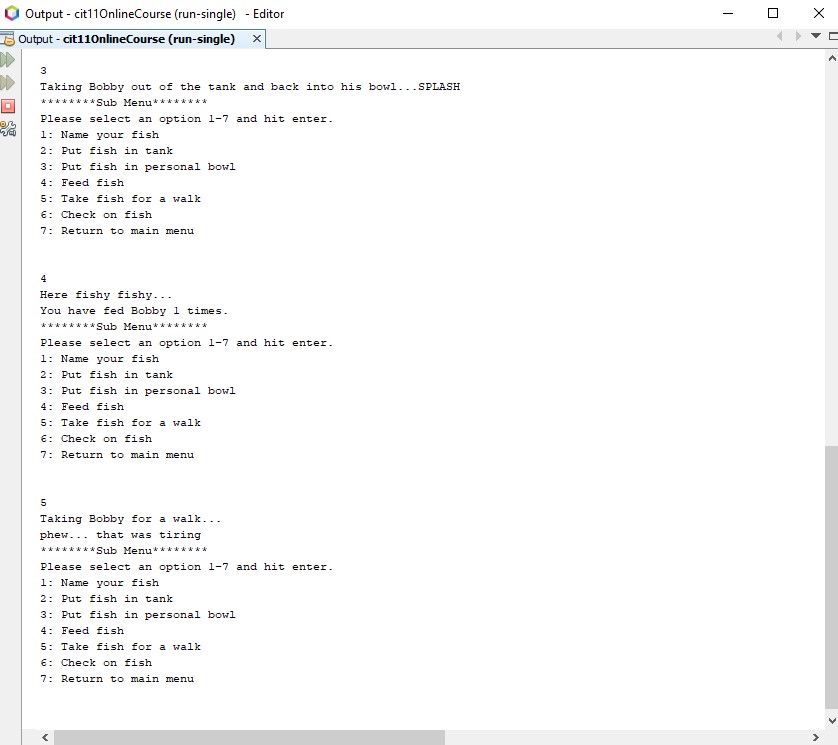 Output - cit11OnlineCourse (run-single) - Editor
Output - cit11OnlineCourse (run-single)
3
Taking Bobby out of the tank and back into his bowl...SPLASH
********Sub Menu********
Please select an option 1-7 and hit enter.
1: Name your fish
2: Put fish in tank
3: Put fish in personal bowl
4: Feed fish
5: Take fish for a walk
6: Check on fish
7: Return to main menu
4
Here fishy fishy...
You have fed Bobby 1 times.
********Sub Menu********
Please select an option 1-7 and hit enter.
1: Name your fish
2: Put fish in tank
3: Put fish in personal bowl
4: Feed fish
5: Take fish for a walk
6: Check on fish
7: Return to main menu
5
Taking Bobby for a walk...
phew... that was tiring
********Sub Menu********
Please select an option 1-7 and hit enter.
1: Name your fish
2: Put fish in tank
3: Put fish in personal bowl
4: Feed fish
5: Take fish for a walk
6: Check on fish
7: Return to main menu